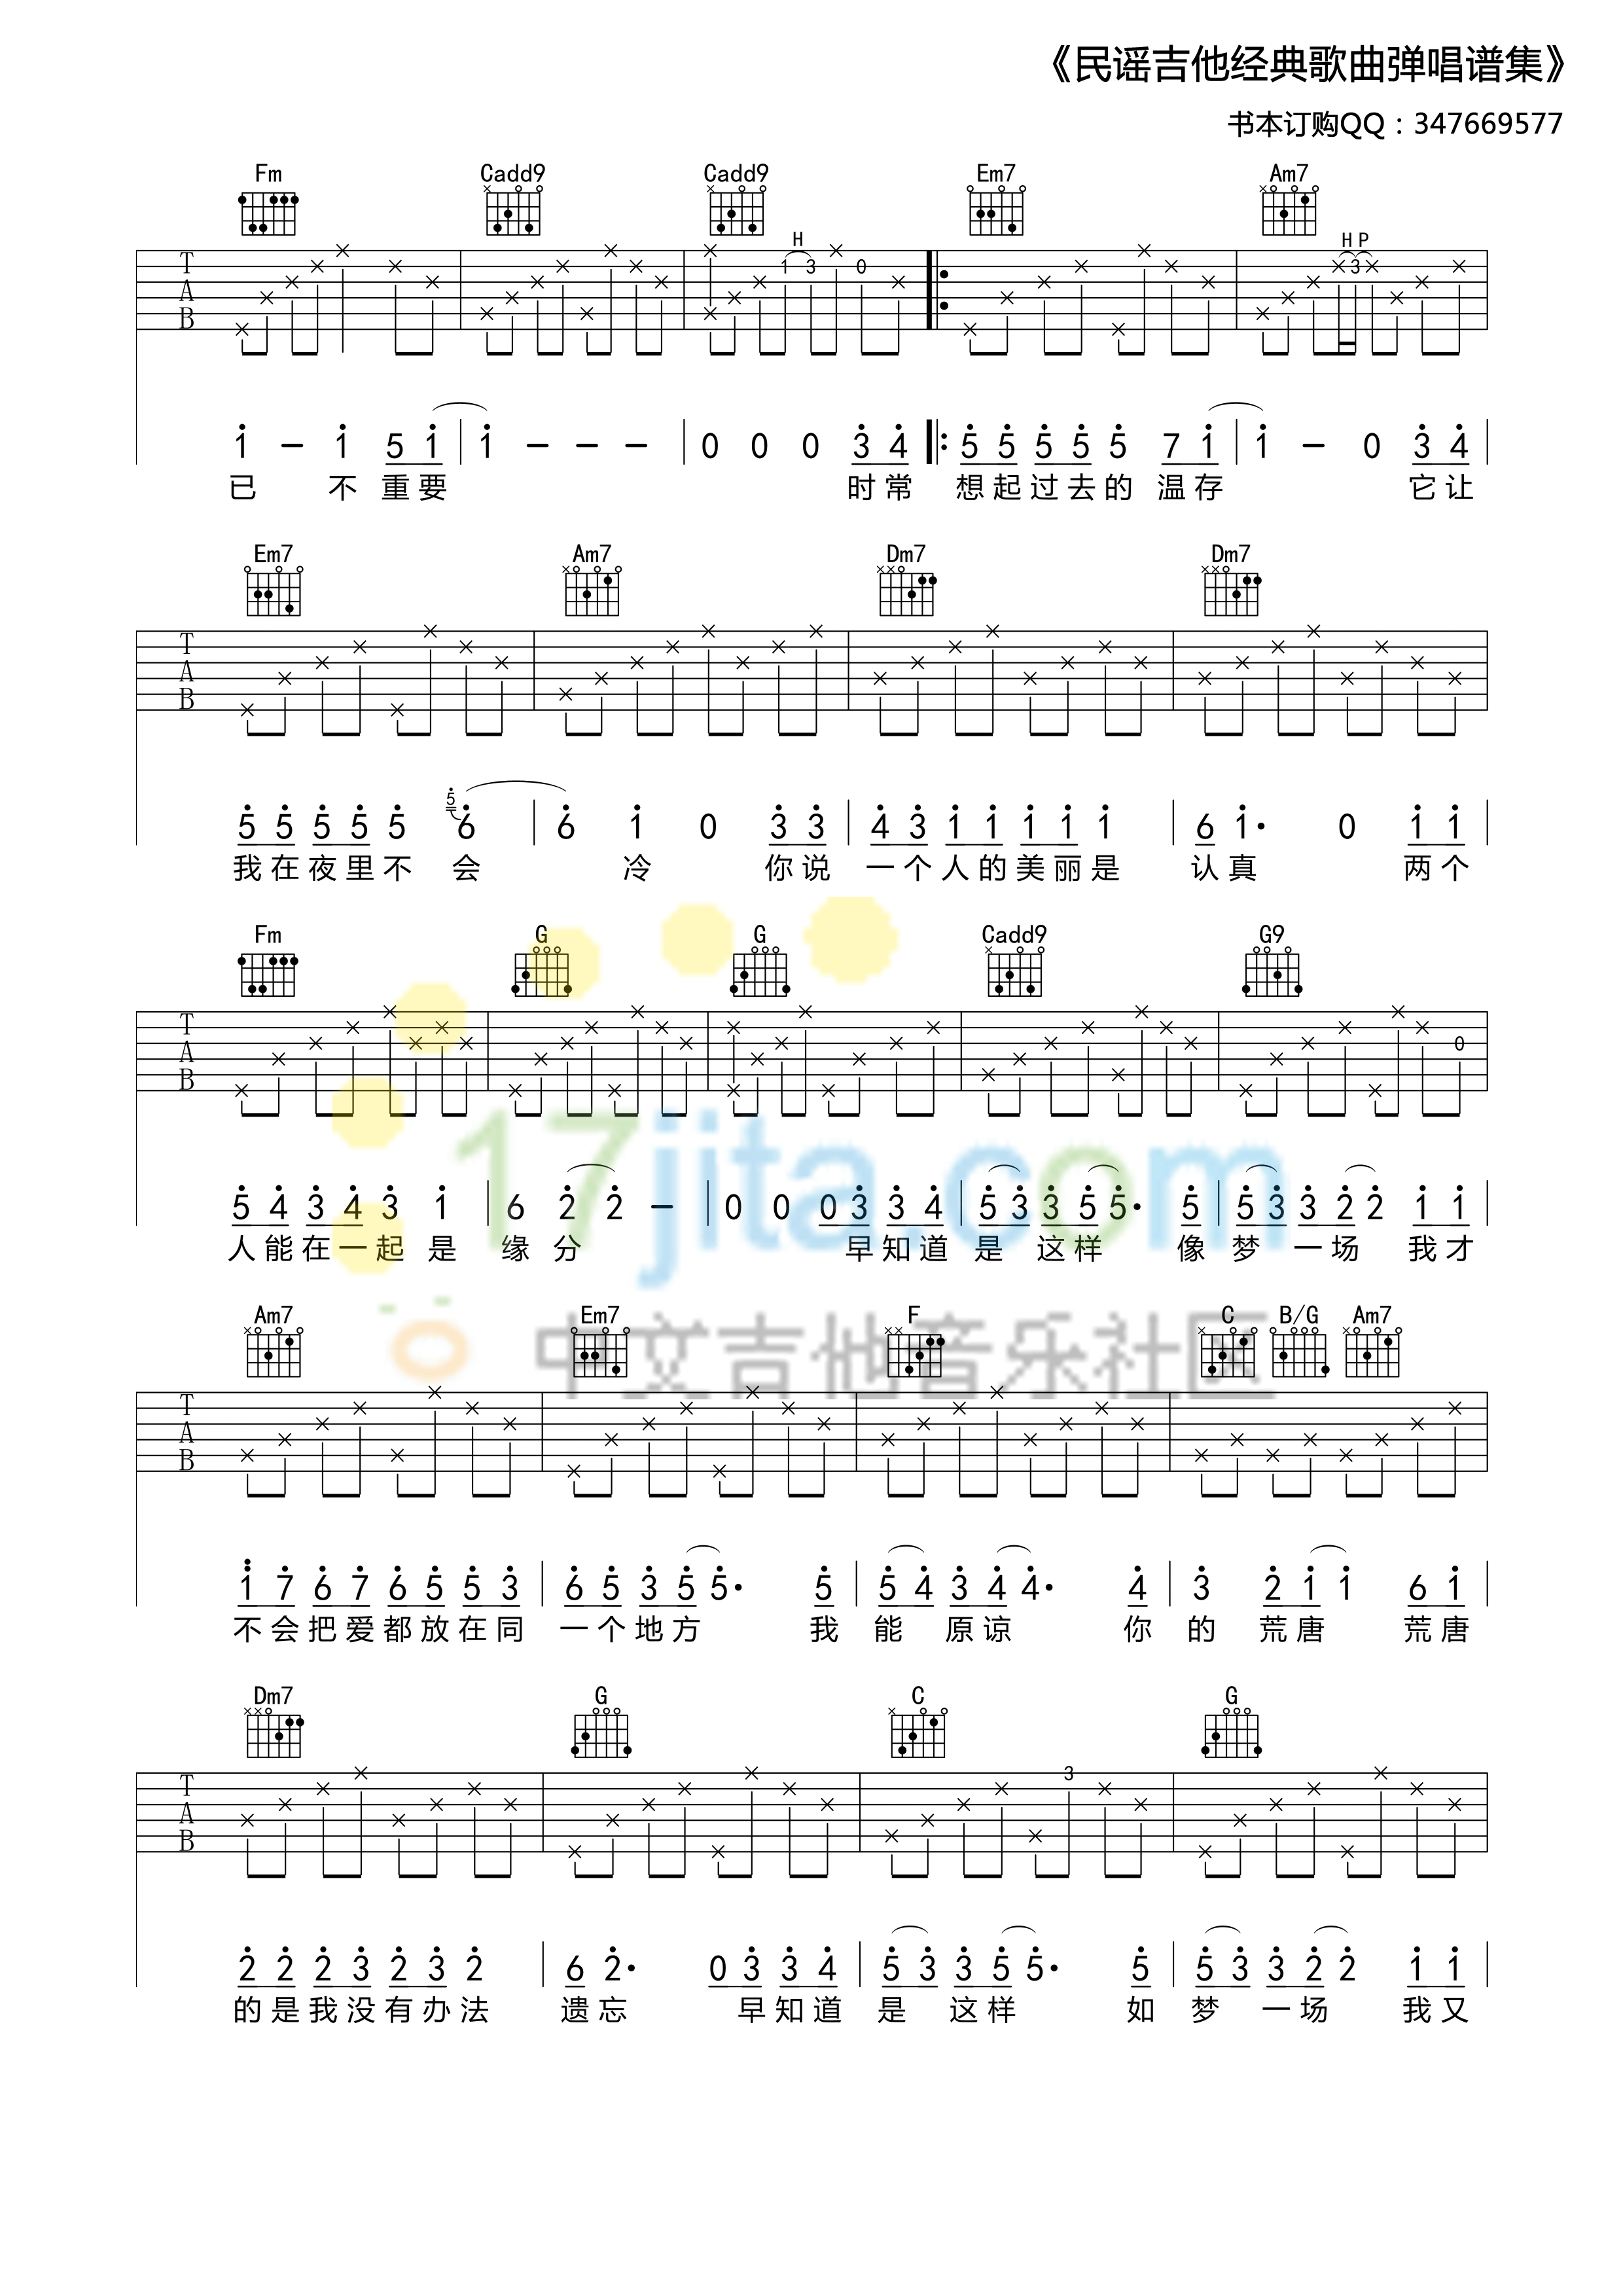 《民谣吉他经典歌曲弹唱谱集》
书本订购QQ：347669577
Fm Cadd9 Cadd9 Em7 Am7
H H P
T 1 3 0 3
A
B
1 - 1 5 1 | 1 - - - | 0 0 0 3 4 |: 5 5 5 5 5 7 1 | 1 - 0 3 4 |
已 不 重 要 时 常 想 起 过 去 的 温 存 它 让
Em7 Am7 Dm7 Dm7
T
A
B
5 5 5 5 5 5 6 | 6 1 0 3 3 | 4 3 1 1 1 1 1 | 6 1· 0 1 1 |
我 在 夜 里 不 会 冷 你 说 一 个 人 的 美 丽 是 认 真 两 个
Fm G G Cadd9 G9
T
A 0
B
5 4 3 4 3 1 | 6 2 2 - | 0 0 0 3 3 4 | 5 3 3 5 5· 5 | 5 3 3 2 2 1 1 |
人 能 在 一 起 是 缘 分 早 知 道 是 这 样 像 梦 一 场 我 才
17jita.com
中文吉他音乐社区
Am7 Em7 F C B/G Am7
T
A
B
1 7 6 7 6 5 5 3 | 6 5 3 5 5· 5 | 5 4 3 4 4· 4 | 3 2 1 1 6 1 |
不 会 把 爱 都 放 在 同 一 个 地 方 我 能 原 谅 你 的 荒 唐 荒 唐
Dm7 G C G
T 3
A
B
2 2 2 3 2 3 2 | 6 2· 0 3 3 4 | 5 3 3 5 5· 5 | 5 3 3 2 2 1 1 |
的 是 我 没 有 办 法 遗 忘 早 知 道 是 这 样 如 梦 一 场 我 又